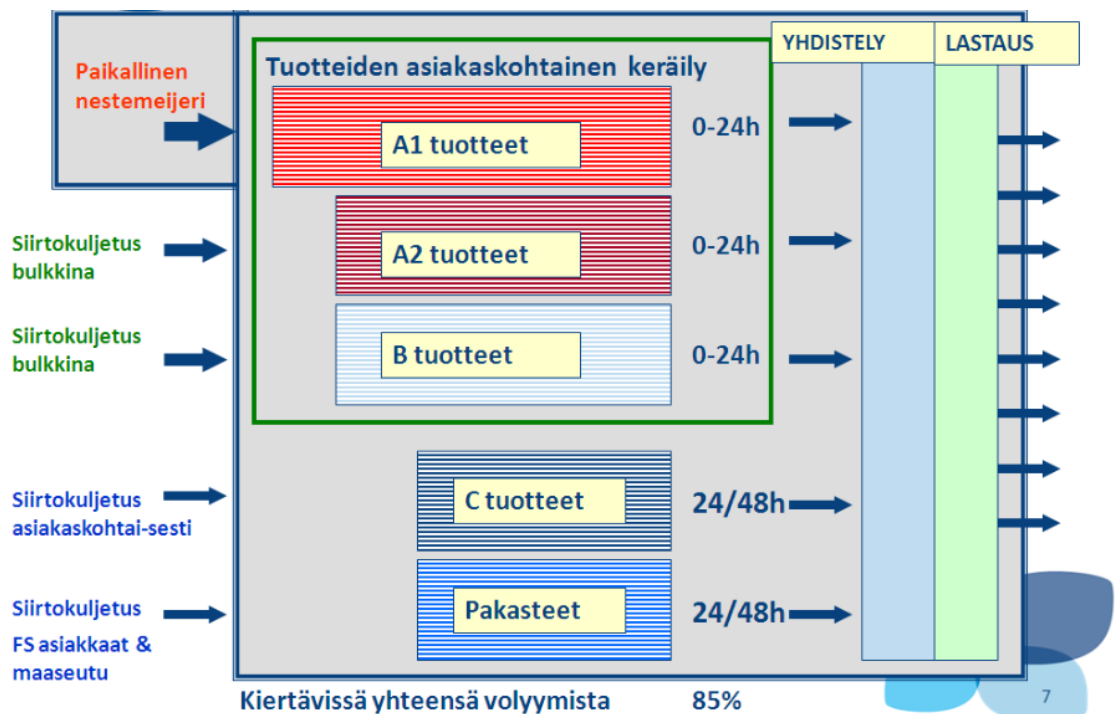 YHDISTELY
LASTAUS
Paikallinen
nestemeijeri
Tuotteiden asiakaskohtainen keräily
A1 tuotteet
0-24h
Siirtokuljetus
bulkkina
A2 tuotteet
0-24h
Siirtokuljetus
bulkkina
B tuotteet
0-24h
Siirtokuljetus
asiakaskohtai-sesti
C tuotteet
24/48h
Siirtokuljetus
FS asiakkaat &
maaseutu
Pakasteet
24/48h
Kiertävissä yhteensä volyymista 85%
7